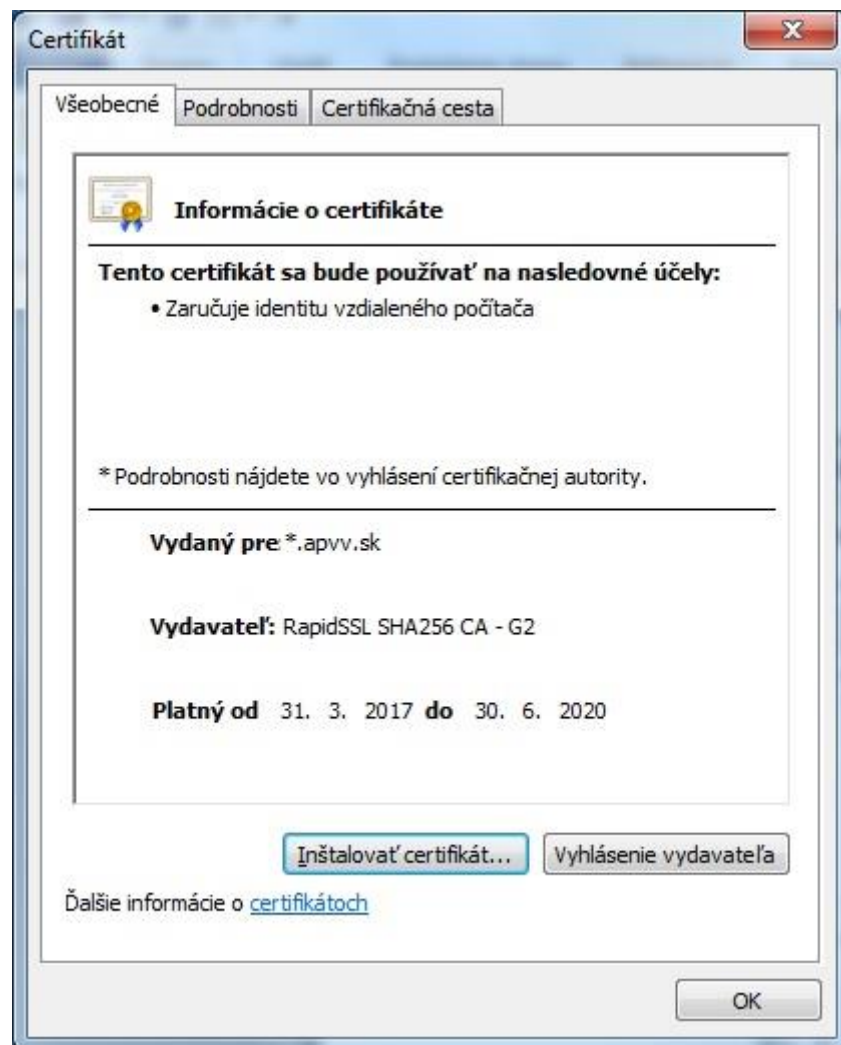 Certifikát
Všeobecné Podrobnosti Certifikačná cesta
Informácie o certifikáte
Tento certifikát sa bude používať na nasledovné účely:
• Zaručuje identitu vzdialeného počítača
* Podrobnosti nájdete vo vyhlásení certifikačnej autority.
Vydaný pre: *.apvv.sk
Vydavateľ: RapidSSL SHA256 CA - G2
Platný od 31. 3. 2017 do 30. 6. 2020
Inštalovať certifikát... Vyhlásenie vydavateľa
Ďalšie informácie o certifikátoch
OK